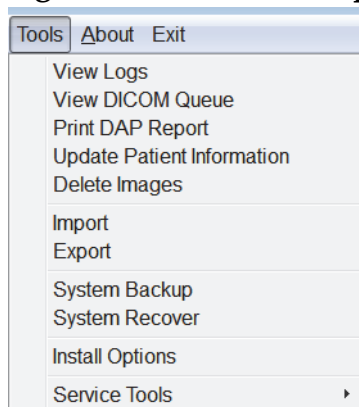 Tools About Exit
View Logs
View DICOM Queue
Print DAP Report
Update Patient Information
Delete Images
Import
Export
System Backup
System Recover
Install Options
Service Tools